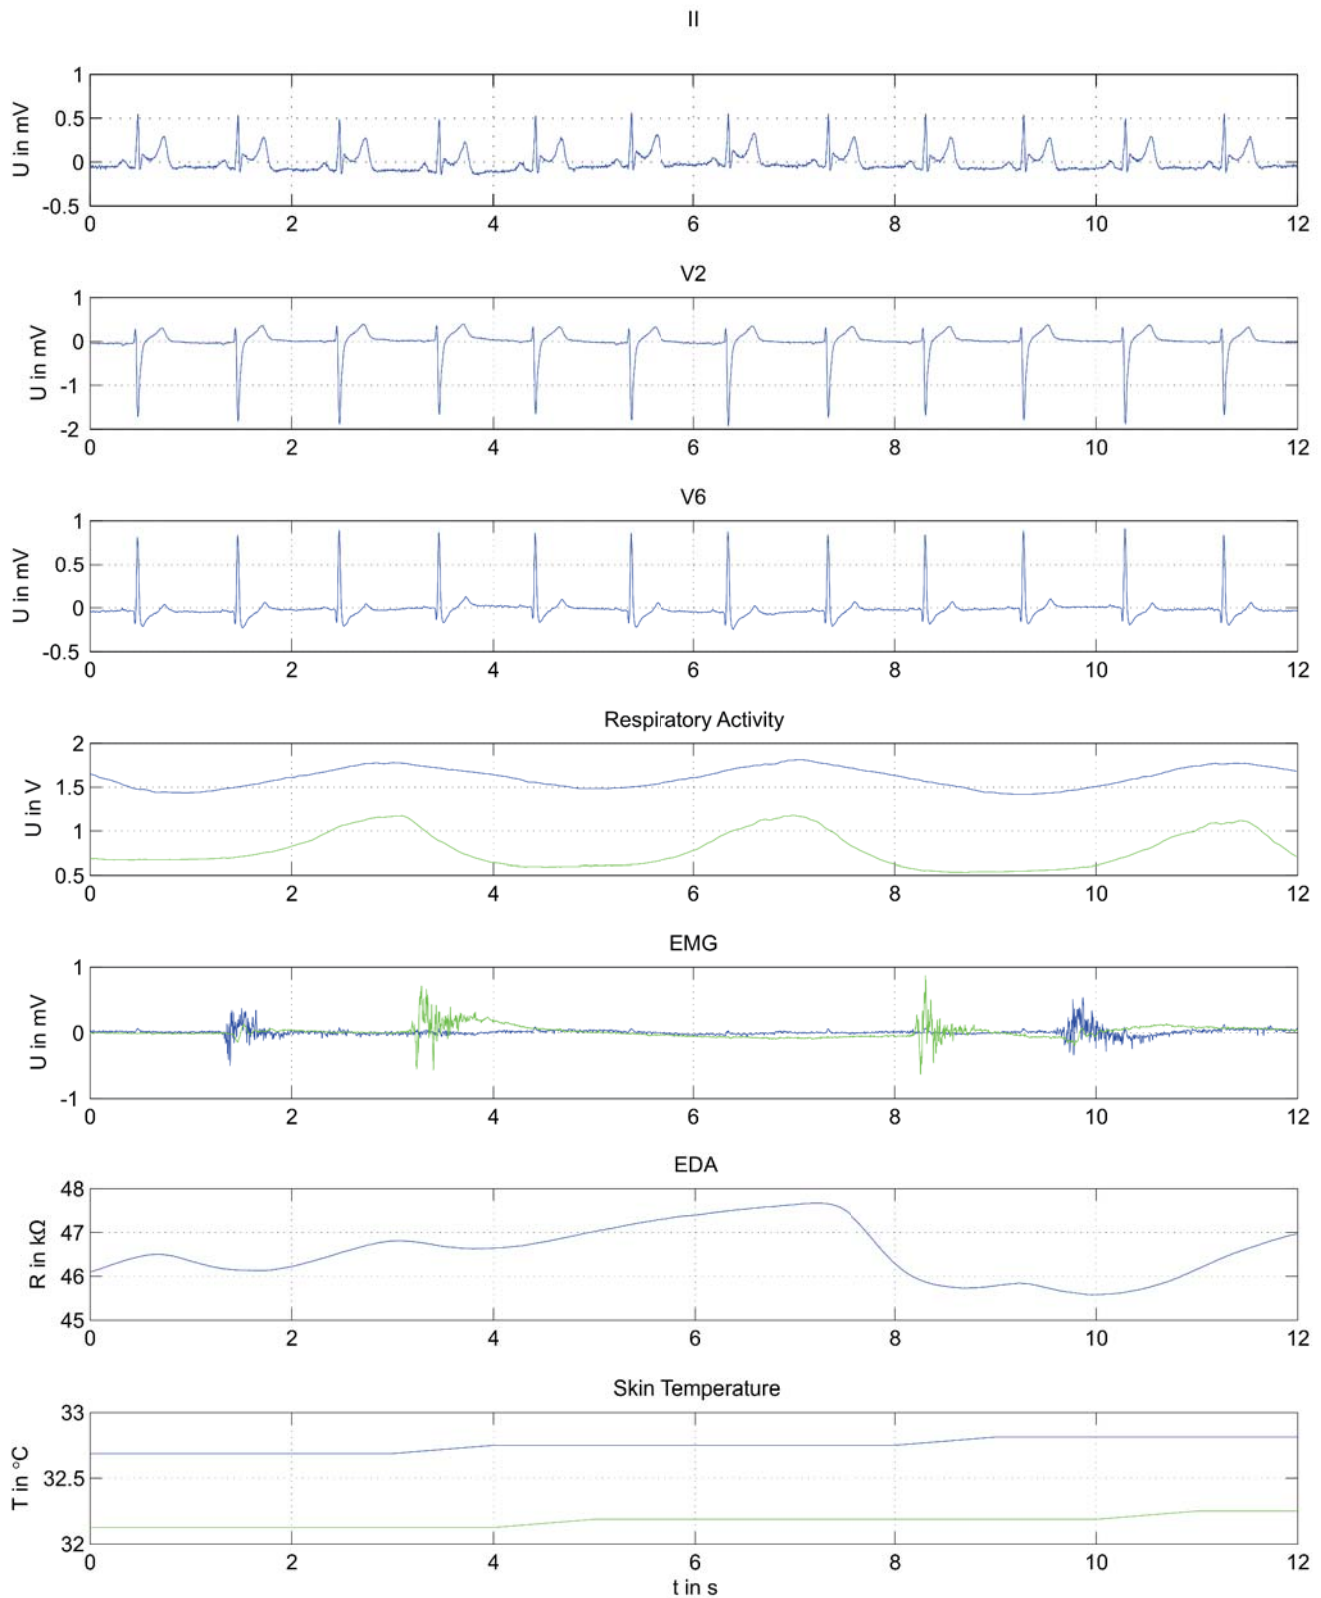 II
U in mV
1
0.5
0
-0.5
0 2 4 6 8 10 12
V2
U in mV
1
0
-1
-2
0 2 4 6 8 10 12
V6
U in mV
1
0.5
0
-0.5
0 2 4 6 8 10 12
Respiratory Activity
U in V
2
1.5
1
0.5
0 2 4 6 8 10 12
EMG
U in mV
1
0
-1
0 2 4 6 8 10 12
EDA
R in kΩ
48
47
46
45
0 2 4 6 8 10 12
Skin Temperature
T in °C
33
32.5
32
0 2 4 6 8 10 12
t in s